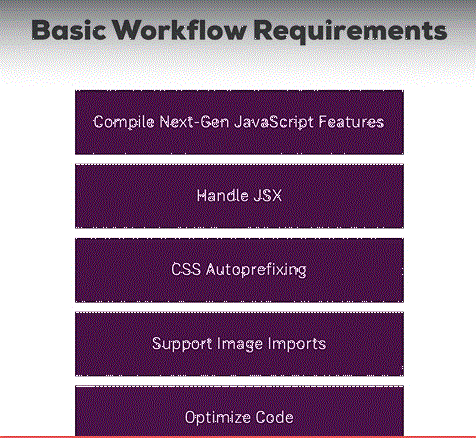 Basic Workflow Requirements
Compile Next-Gen JavaScript Features
Handle JSX
CSS Autoprefixing
Support Image Imports
Optimize Code